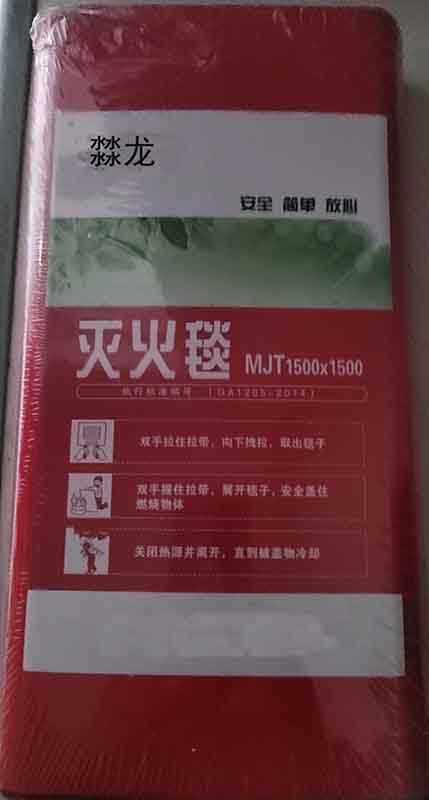 㵘龙
安全 简单 放心
灭火毯 MJT1500x1500
执行标准编号 （GA1205-2014）
双手拉住拉带，向下拽拉，取出毯子
双手握住拉带，展开毯子，安全盖住
燃烧物体
关闭热源并离开，直到被盖物冷却